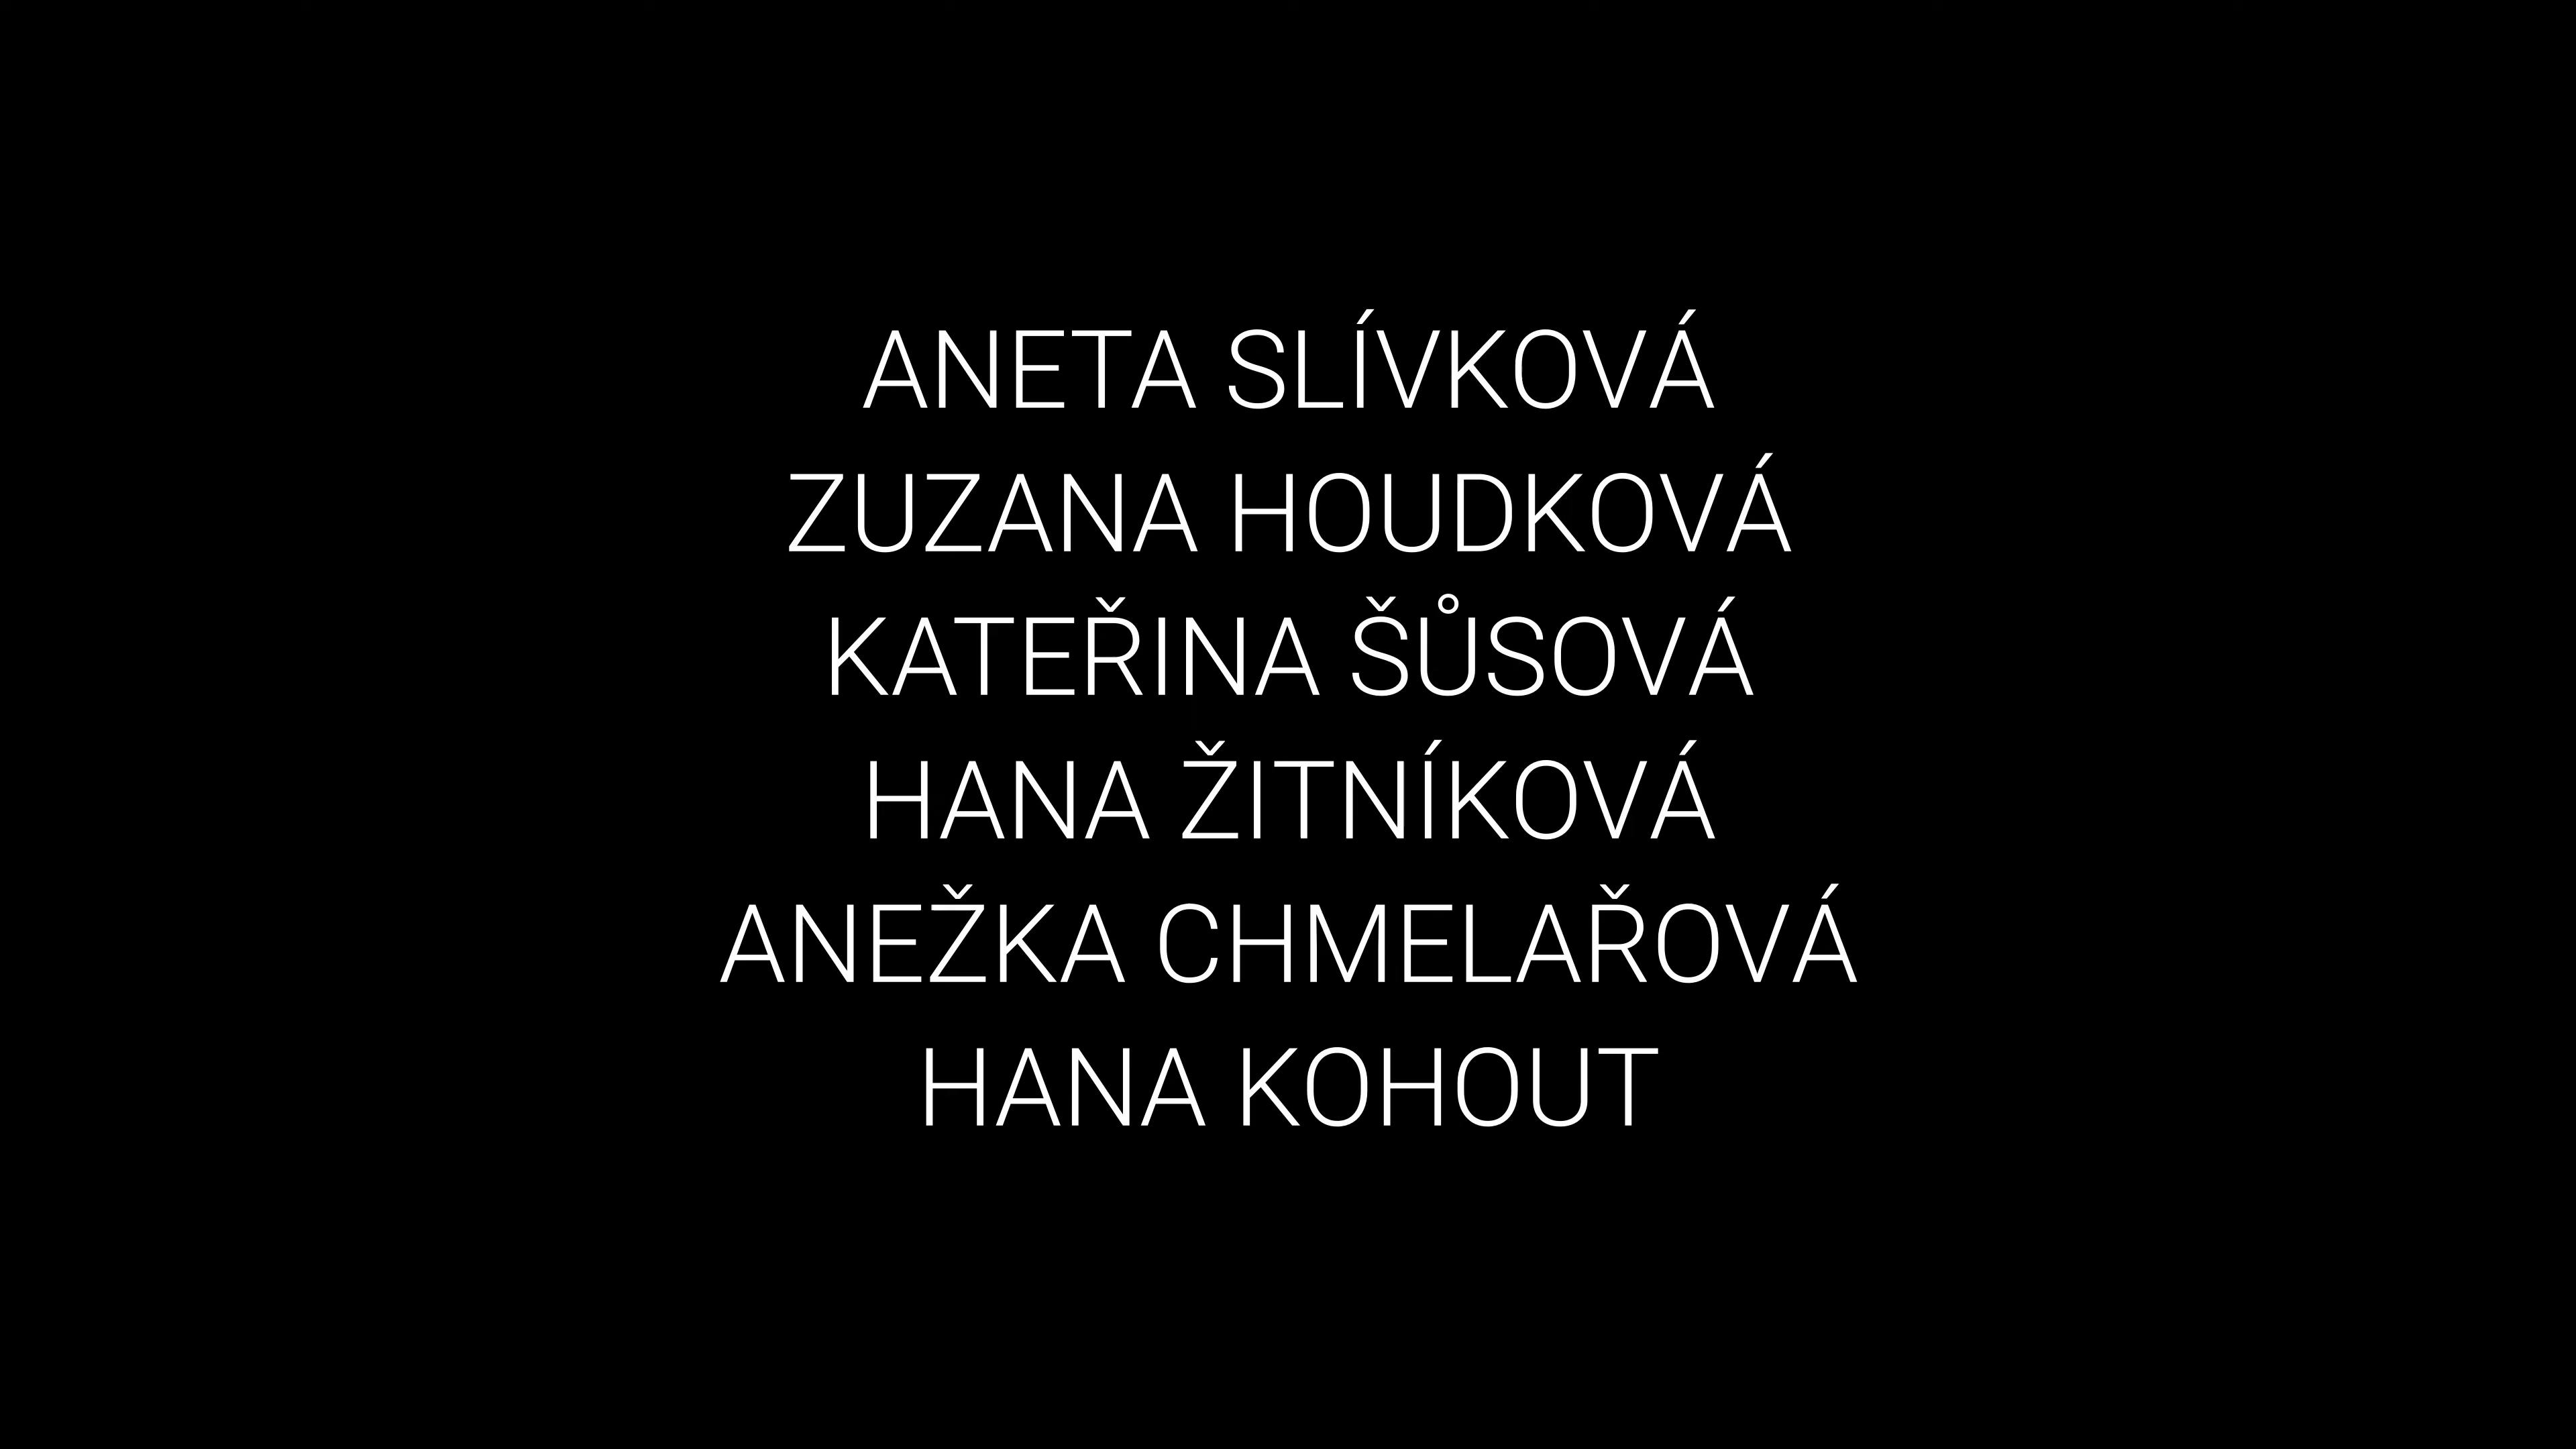 ANETA SLÍVKOVÁ
ZUZANA HOUDKOVÁ
KATEŘINA ŠŮSOVÁ
HANA ŽITNÍKOVÁ
ANEŽKA CHMELAŘOVÁ
HANA KOHOUT